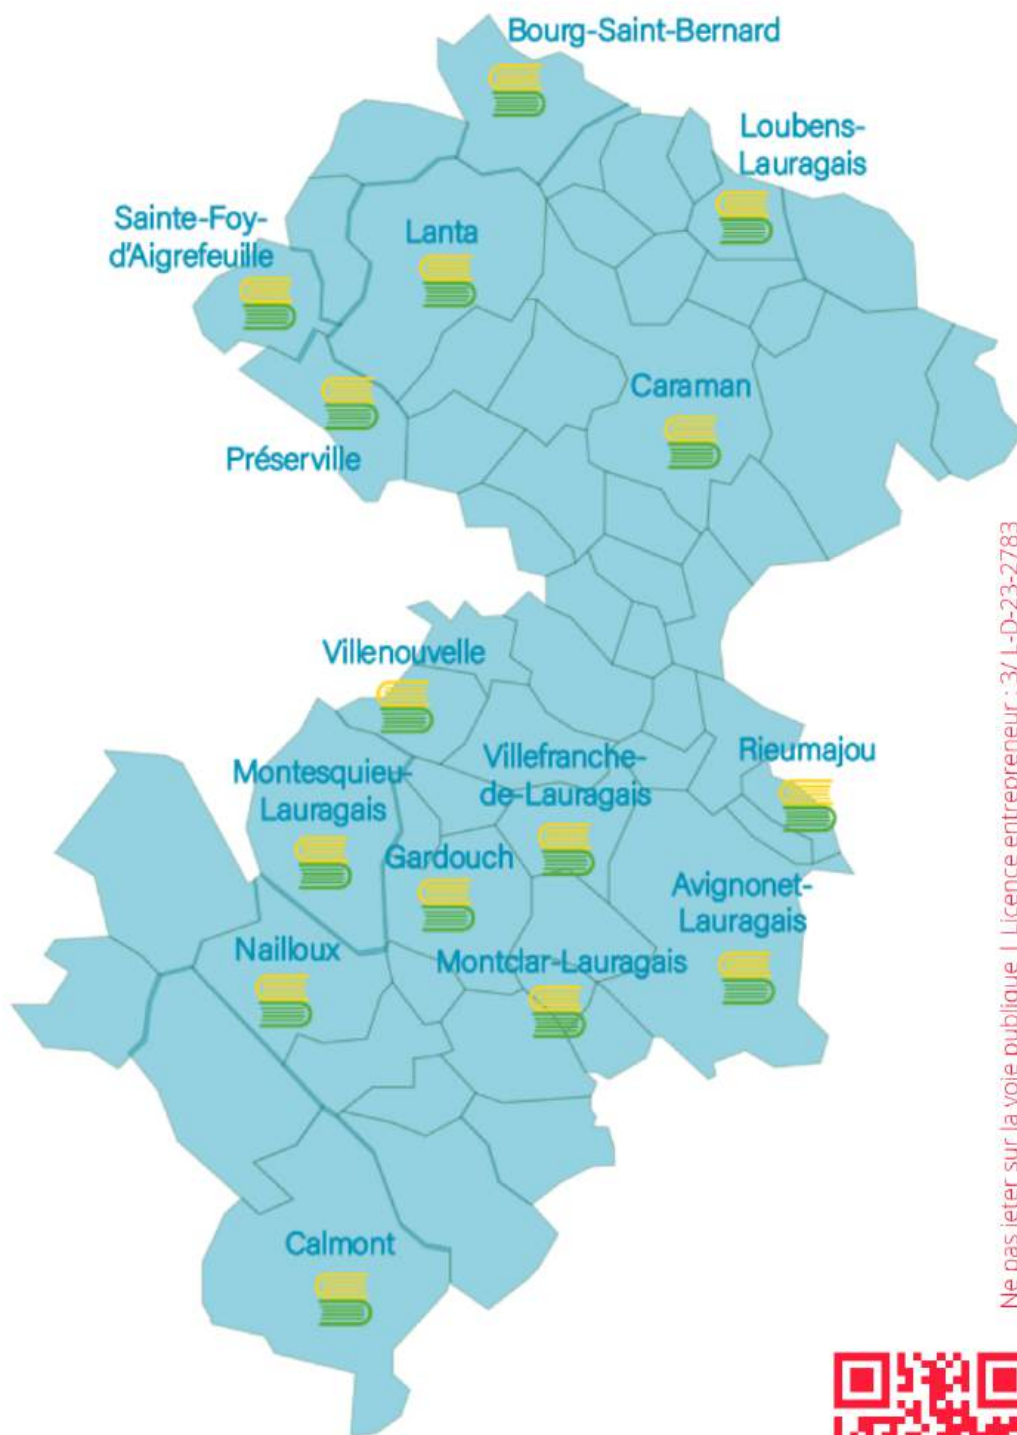 Bourg-Saint-Bernard
Loubens-
Lauragais
Sainte-Foy-
d'Aigrefeuille
Lanta
Caraman
Préserville
Villenouvelle
Montesquieu-
Lauragais
Villefranche-
de-Lauragais
Rieumajou
Gardouch
Avignonet-
Lauragais
Nailloux
Montclar-Lauragais
Calmont
Ne pas jeter sur la voie publique | Licence entrepreneur : 3/ L-D-23-2783